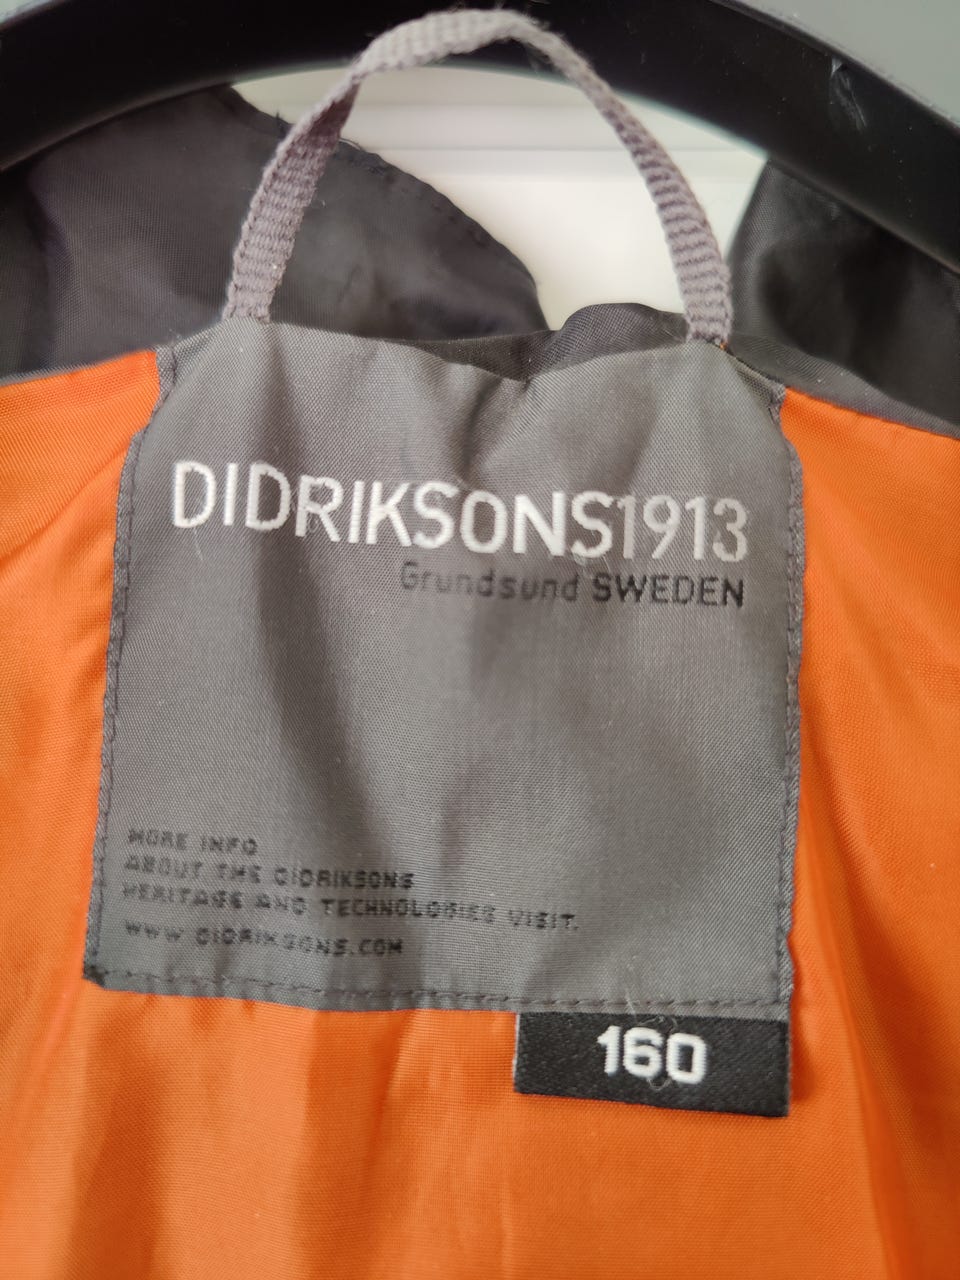 DIDRIKSONS1913
Grundsund SWEDEN
MORE INFO
ABOUT THE DIDRIKSONS
HERITAGE AND TECHNOLOGIES VISIT.
WWW DIDRIKSONS.COM
160